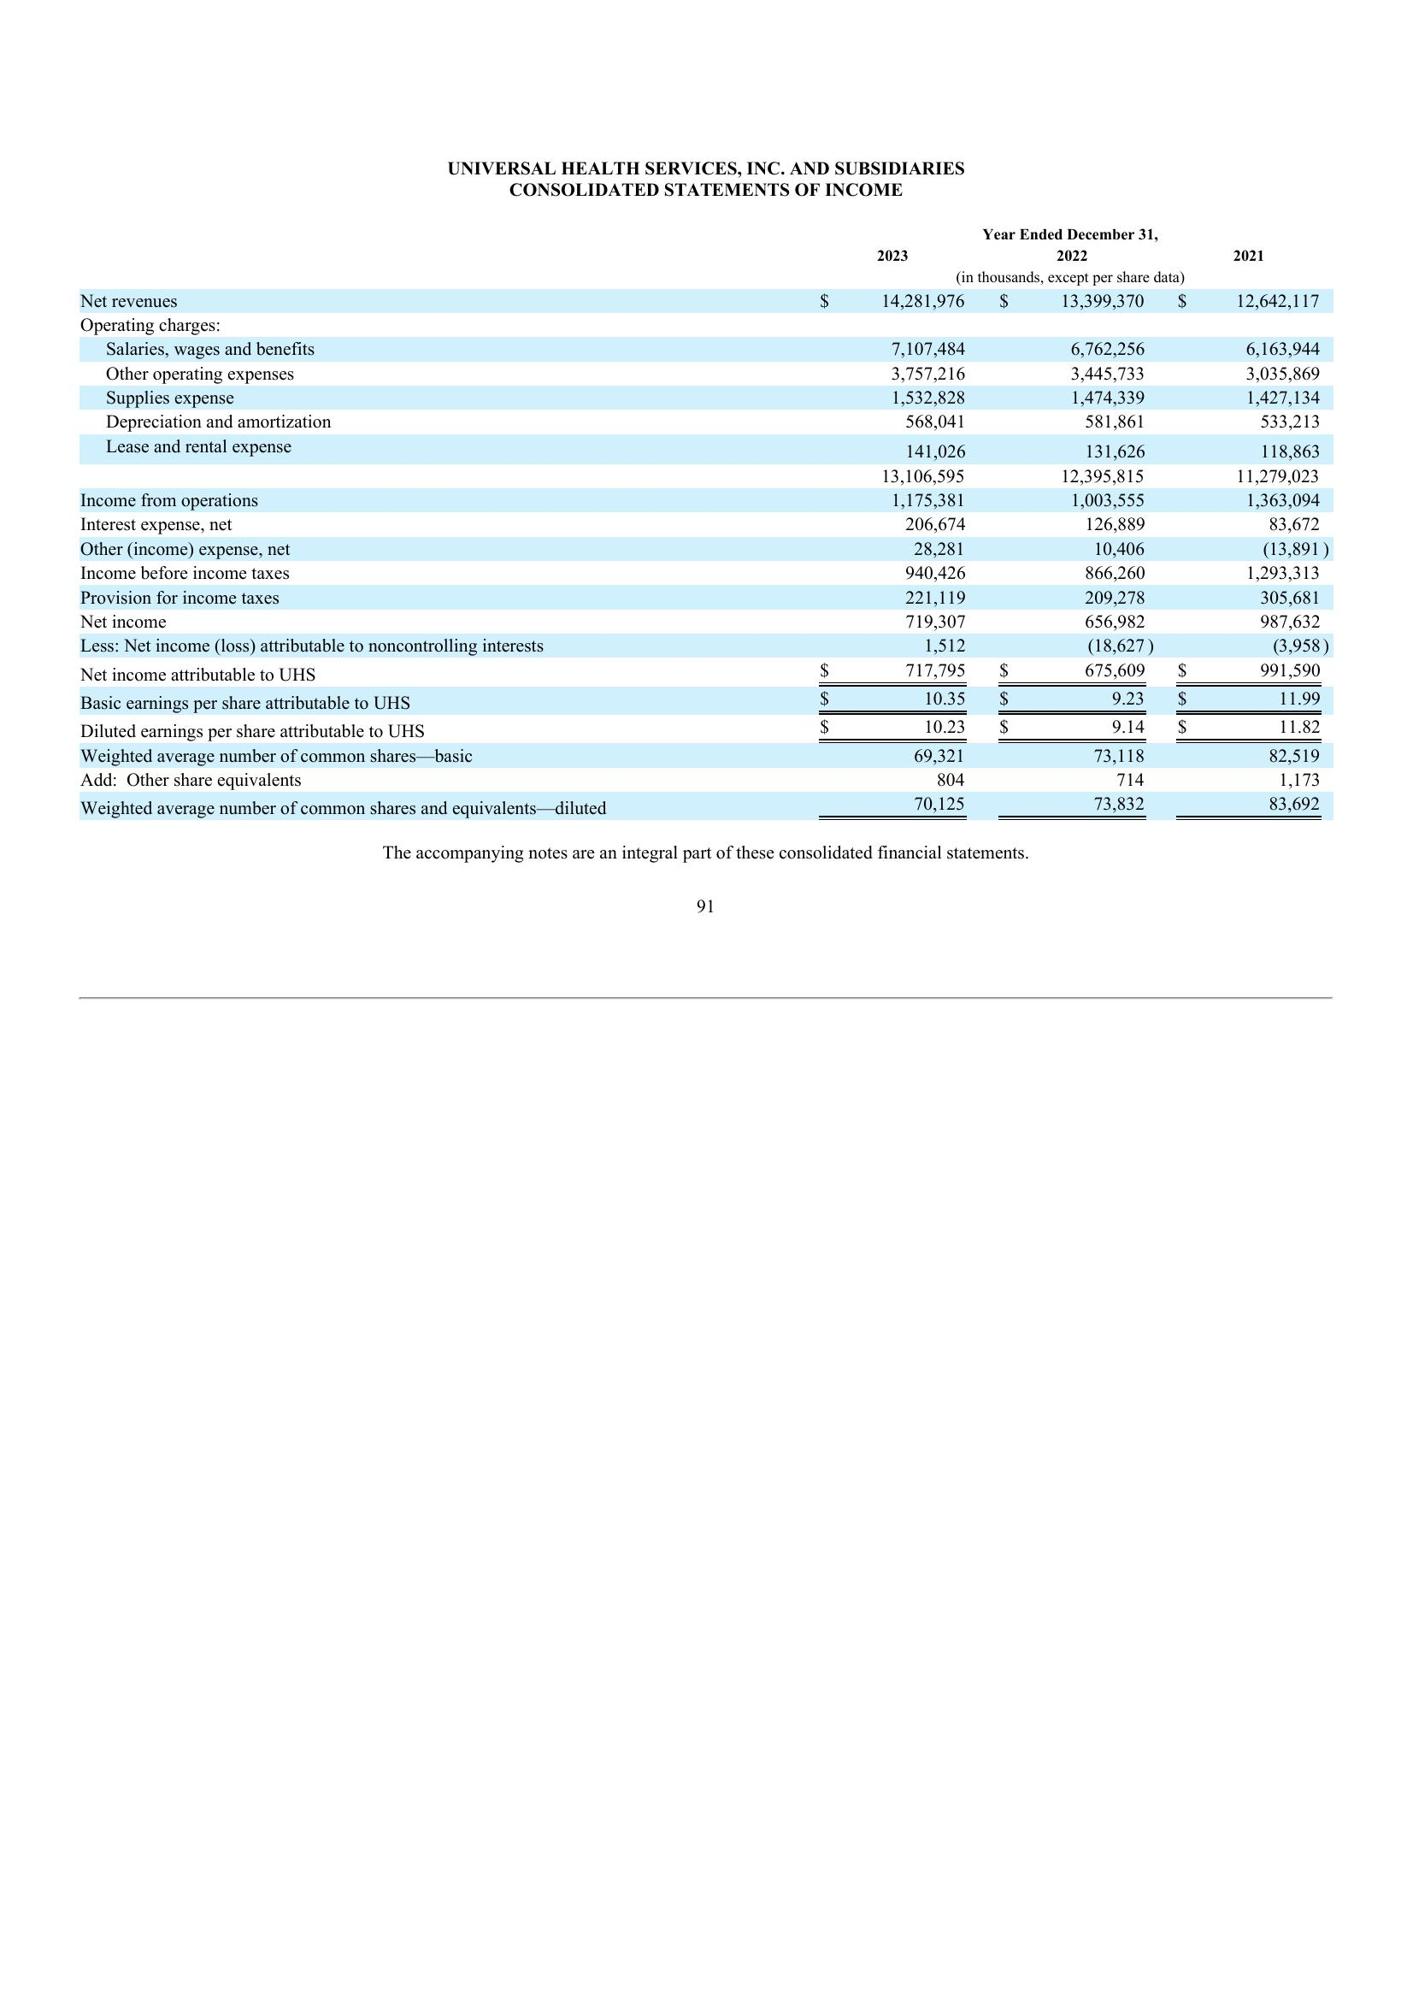 UNIVERSAL HEALTH SERVICES, INC. AND SUBSIDIARIES
CONSOLIDATED STATEMENTS OF INCOME
Year Ended December 31,
2023 2022 2021
(in thousands, except per share data)
Net revenues $ 14,281,976 $ 13,399,370 $ 12,642,117
Operating charges:
Salaries, wages and benefits 7,107,484 6,762,256 6,163,944
Other operating expenses 3,757,216 3,445,733 3,035,869
Supplies expense 1,532,828 1,474,339 1,427,134
Depreciation and amortization 568,041 581,861 533,213
Lease and rental expense 141,026 131,626 118,863
13,106,595 12,395,815 11,279,023
Income from operations 1,175,381 1,003,555 1,363,094
Interest expense, net 206,674 126,889 83,672
Other (income) expense, net 28,281 10,406 (13,891 )
Income before income taxes 940,426 866,260 1,293,313
Provision for income taxes 221,119 209,278 305,681
Net income 719,307 656,982 987,632
Less: Net income (loss) attributable to noncontrolling interests 1,512 (18,627 ) (3,958 )
Net income attributable to UHS $ 717,795 $ 675,609 $ 991,590
Basic earnings per share attributable to UHS $ 10.35 $ 9.23 $ 11.99
Diluted earnings per share attributable to UHS $ 10.23 $ 9.14 $ 11.82
Weighted average number of common shares—basic 69,321 73,118 82,519
Add: Other share equivalents 804 714 1,173
Weighted average number of common shares and equivalents—diluted 70,125 73,832 83,692
The accompanying notes are an integral part of these consolidated financial statements.
91